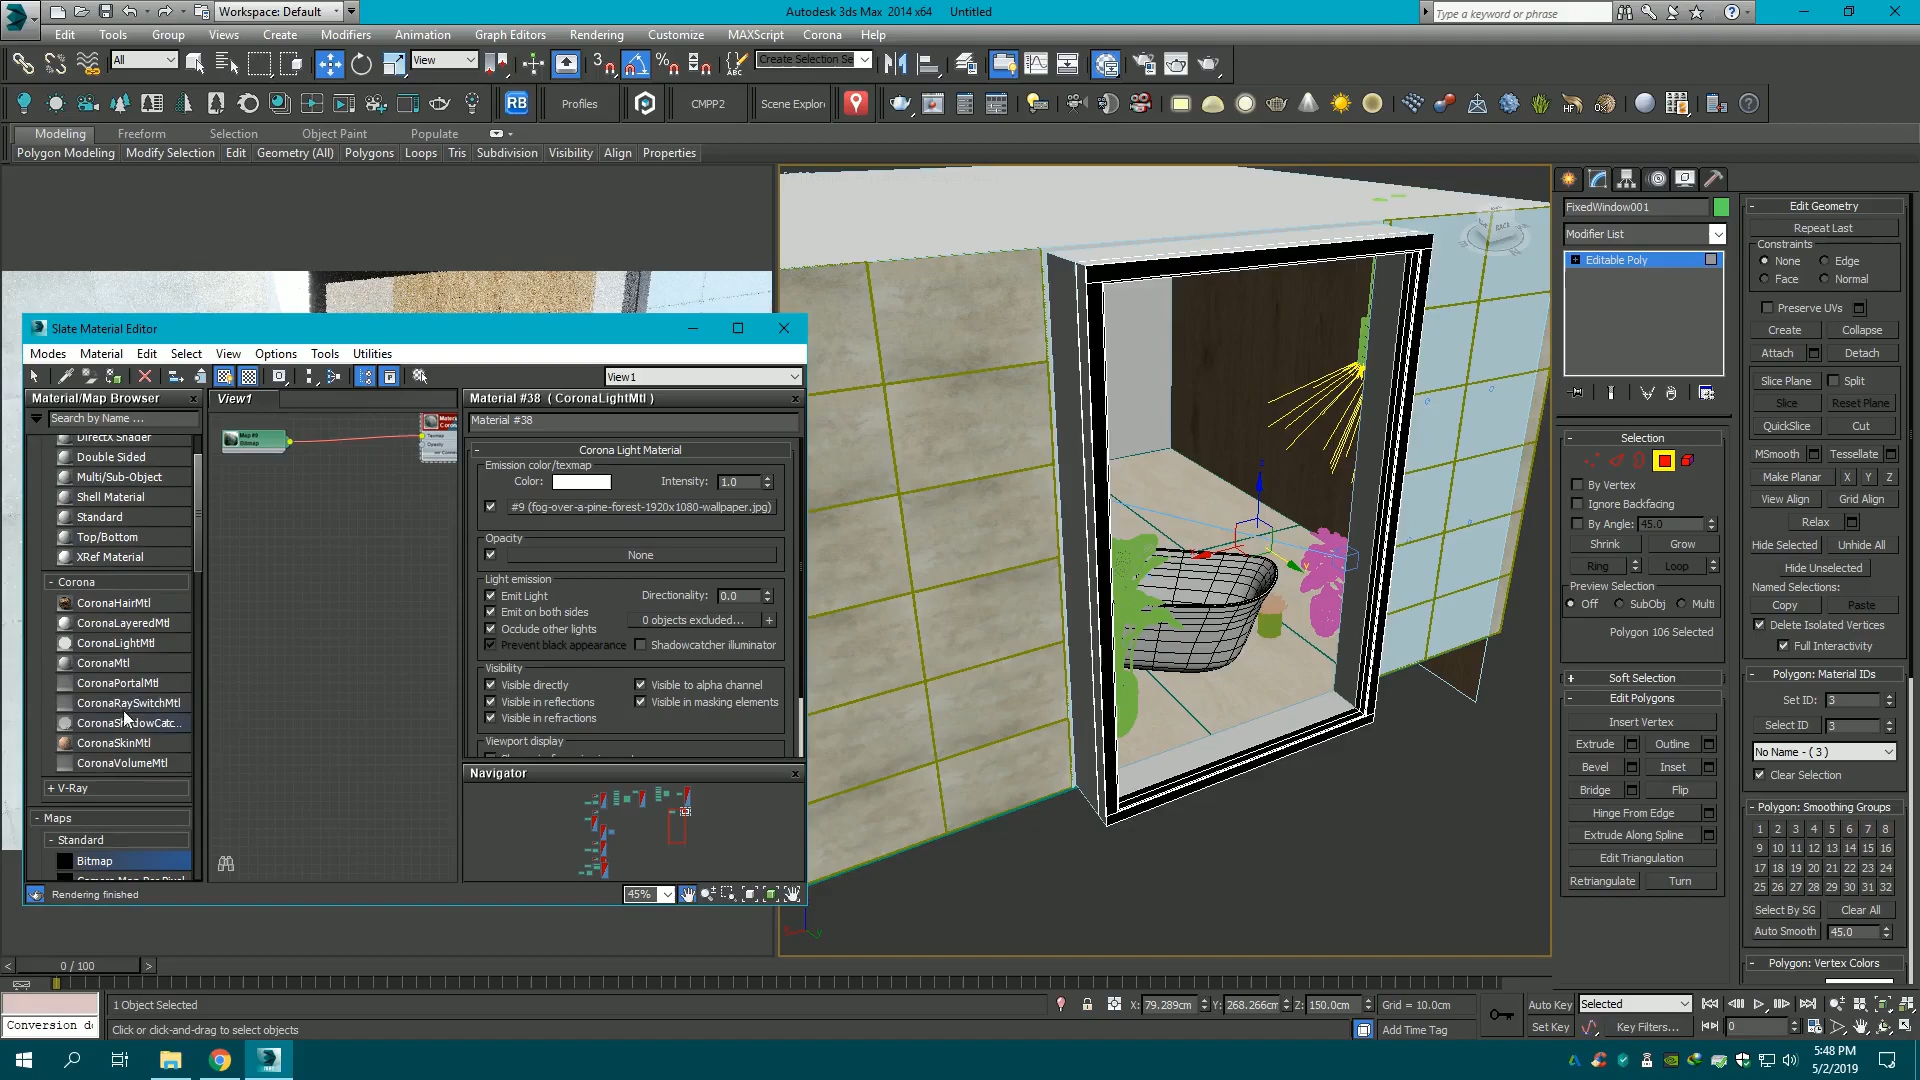 Workspace: Default
Autodesk 3ds Max  2014 x64    Untitled
Type a keyword or phrase
Edit Tools Group Views Create Modifiers Animation Graph Editors Rendering Customize MAXScript Corona Help
All
View
3
Create Selection Se
RB
Profiles
CMPP2
Scene Explor
Modeling Freeform Selection Object Paint Populate
Polygon Modeling Modify Selection Edit Geometry (All) Polygons Loops Tris Subdivision Visibility Align Properties
Slate Material Editor
Modes Material Edit Select View Options Tools Utilities
View1
Material/Map Browser
Search by Name ...
DirectX Shader
Double Sided
Multi/Sub-Object
Shell Material
Standard
Top/Bottom
XRef Material
- Corona
CoronaHairMtl
CoronaLayeredMtl
CoronaLightMtl
CoronaMtl
CoronaPortalMtl
CoronaRaySwitchMtl
CoronaShadowCatc...
CoronaSkinMtl
CoronaVolumeMtl
+ V-Ray
- Maps
- Standard
Bitmap
Rendering finished
View1
Map #9
Bitmap
Opacity
Material #38  ( CoronaLightMtl )
Material #38
- Corona Light Material
Emission color/texmap
Color: Intensity: 1.0
#9 (fog-over-a-pine-forest-1920x1080-wallpaper.jpg)
Opacity
None
Light emission
Emit Light Directionality: 0.0
Emit on both sides
0 objects excluded... +
Occlude other lights
Prevent black appearance Shadowcatcher illuminator
Visibility
Visible directly Visible to alpha channel
Visible in reflections Visible in masking elements
Visible in refractions
Viewport display
Navigator
45%
BACK
FixedWindow001
Modifier List
Editable Poly
- Selection
By Vertex
Ignore Backfacing
By Angle: 45.0
Shrink Grow
Ring Loop
Preview Selection
Off SubObj Multi
Polygon 106 Selected
+ Soft Selection
- Edit Polygons
Insert Vertex
Extrude Outline
Bevel Inset
Bridge Flip
Hinge From Edge
Extrude Along Spline
Edit Triangulation
Retriangulate Turn
- Edit Geometry
Repeat Last
Constraints
None Edge
Face Normal
Preserve UVs
Create Collapse
Attach Detach
Slice Plane Split
Slice Reset Plane
QuickSlice Cut
MSmooth Tessellate
Make Planar X Y Z
View Align Grid Align
Relax
Hide Selected Unhide All
Hide Unselected
Named Selections:
Copy Paste
Delete Isolated Vertices
Full Interactivity
- Polygon: Material IDs
Set ID: 3
Select ID 3
No Name - ( 3 )
Clear Selection
- Polygon: Smoothing Groups
1 2 3 4 5 6 7 8
9 10 11 12 13 14 15 16
17 18 19 20 21 22 23 24
25 26 27 28 29 30 31 32
Select By SG Clear All
Auto Smooth 45.0
- Polygon: Vertex Colors
< 0 / 100 >
1 Object Selected
X: 79.289cm Y: 268.266cm Z: 150.0cm Grid = 10.0cm
Auto Key Selected
Click or click-and-drag to select objects
Add Time Tag
Set Key Key Filters... 0
5:48 PM
5/2/2019